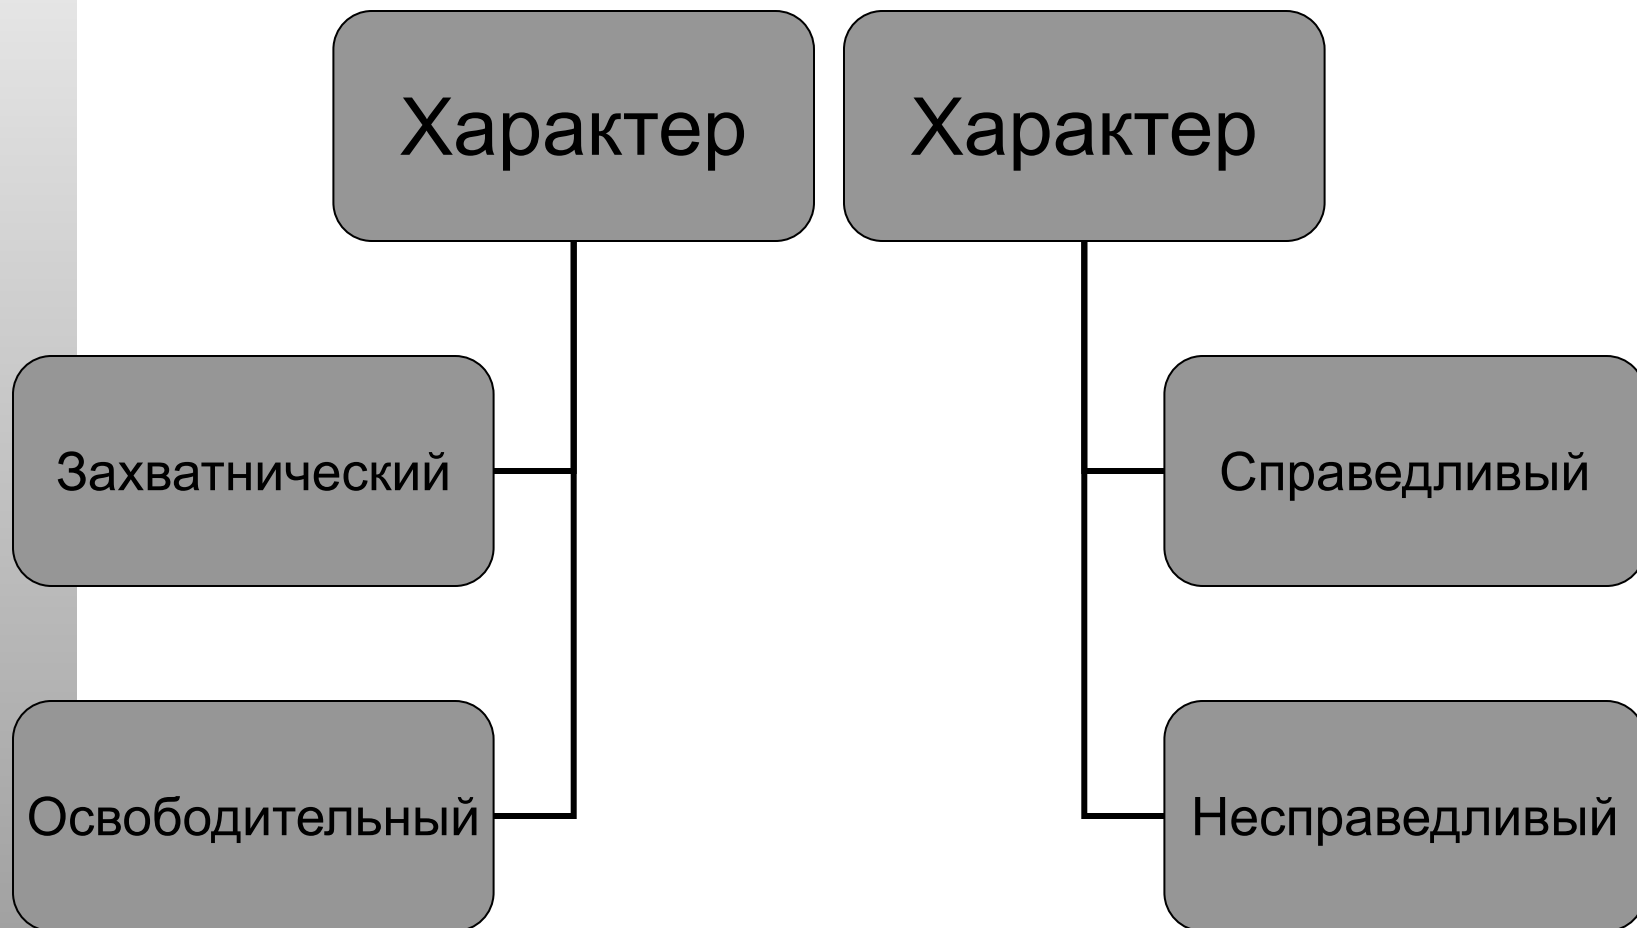 Характер
Характер
Захватнический
Справедливый
Освободительный
Несправедливый